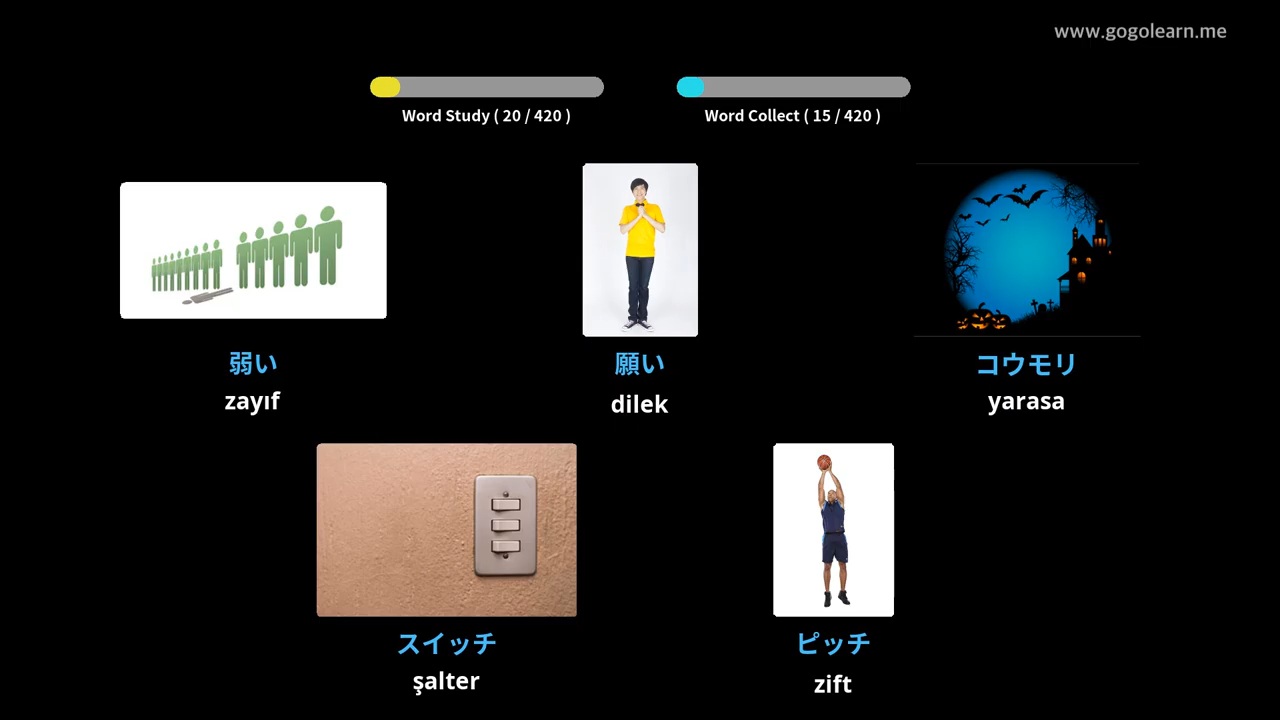 www.gogolearn.me
Word Study ( 20 / 420 )
Word Collect ( 15 / 420 )
弱い
zayıf
願い
dilek
コウモリ
yarasa
スイッチ
şalter
ピッチ
zift